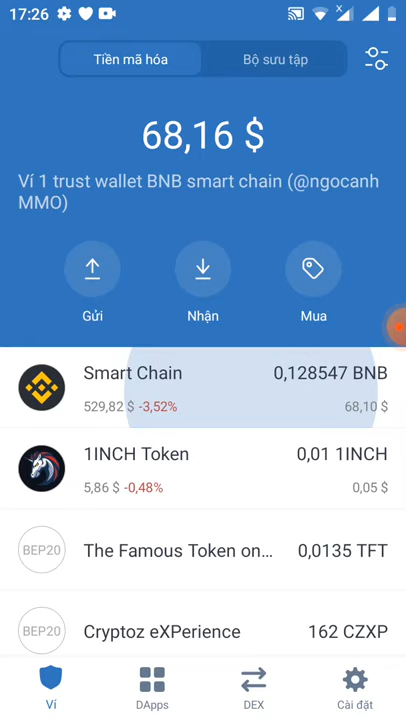 17:26
Tiền mã hóa
Bộ sưu tập
68,16 $
Ví 1 trust wallet BNB smart chain (@ngocanh
MMO)
Gửi
Nhận
Mua
Smart Chain 0,128547 BNB
529,82 $ -3,52% 68,10 $
1INCH Token 0,01 1INCH
5,86 $ -0,48% 0,05 $
BEP20 The Famous Token on... 0,0135 TFT
BEP20 Cryptoz eXPerience 162 CZXP
Ví
DApps
DEX
Cài đặt